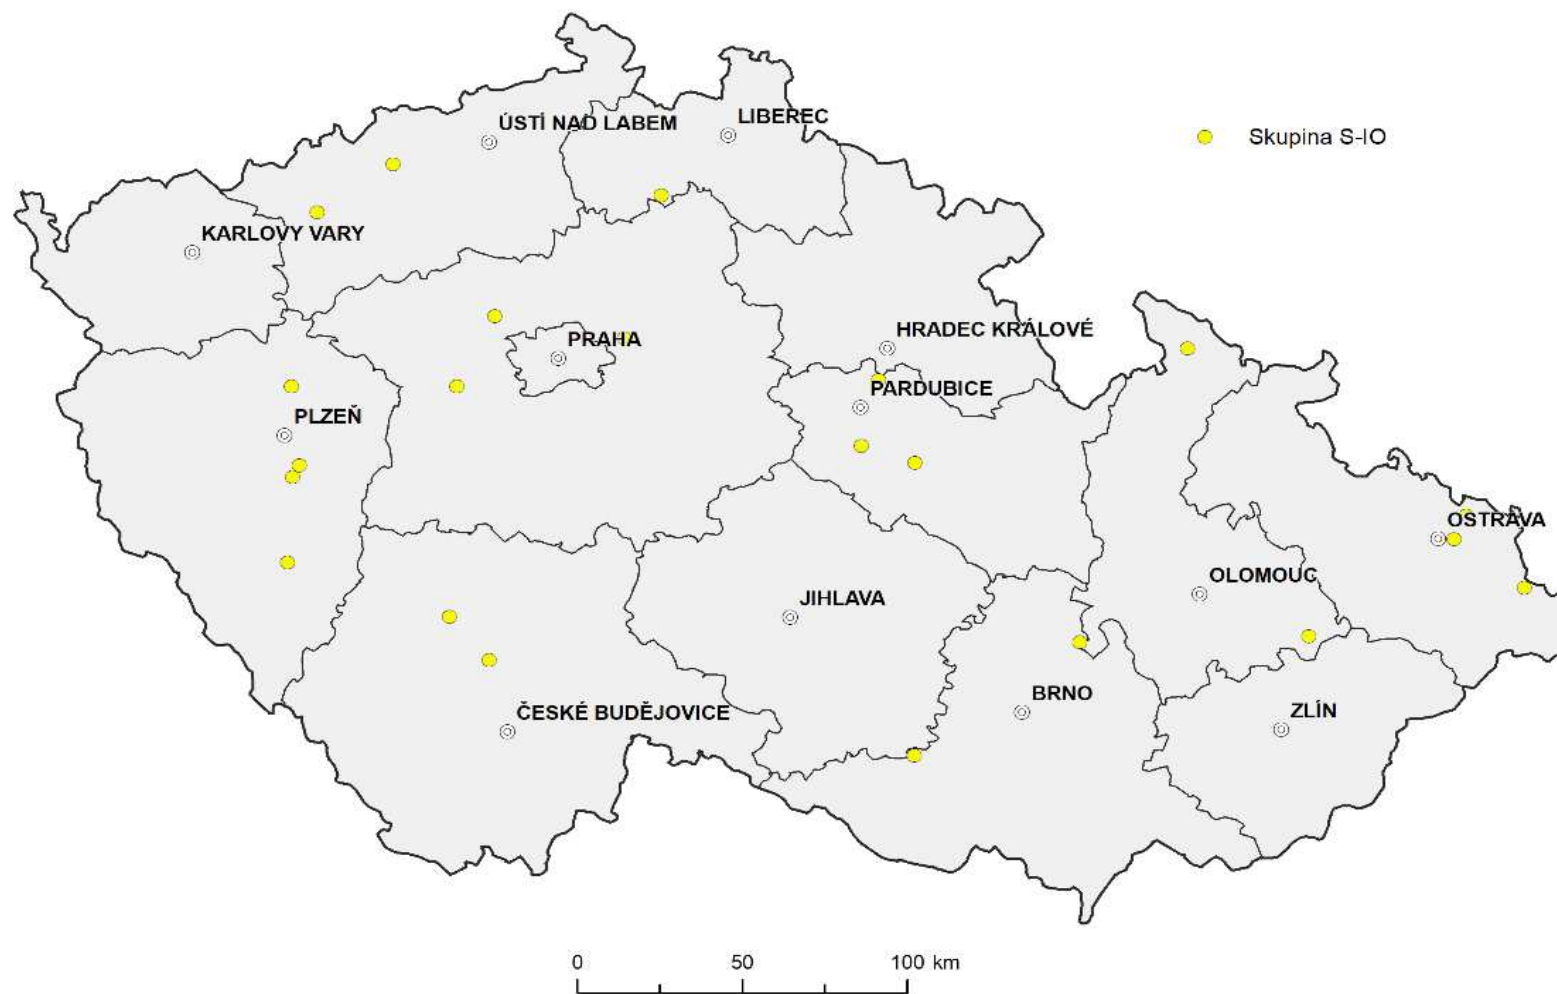 ÚSTÍ NAD LABEM
LIBEREC
Skupina S-IO
KARLOVY VARY
PRAHA
HRADEC KRÁLOVÉ
PARDUBICE
PLZEŇ
OSTRAVA
OLOMOUC
JIHLAVA
BRNO
ZLÍN
ČESKÉ BUDĚJOVICE
0 50 100 km